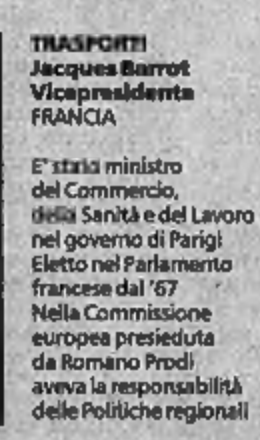 TRASPORTI
Jacques Barrot
Vicepresidente
FRANCIA
E' stato ministro
del Commercio,
della Sanità e del Lavoro
nel governo di Parigi
Eletto nel Parlamento
francese dal '67
Nella Commissione
europea presieduta
da Romano Prodi
aveva la responsabilità
delle Politiche regionali